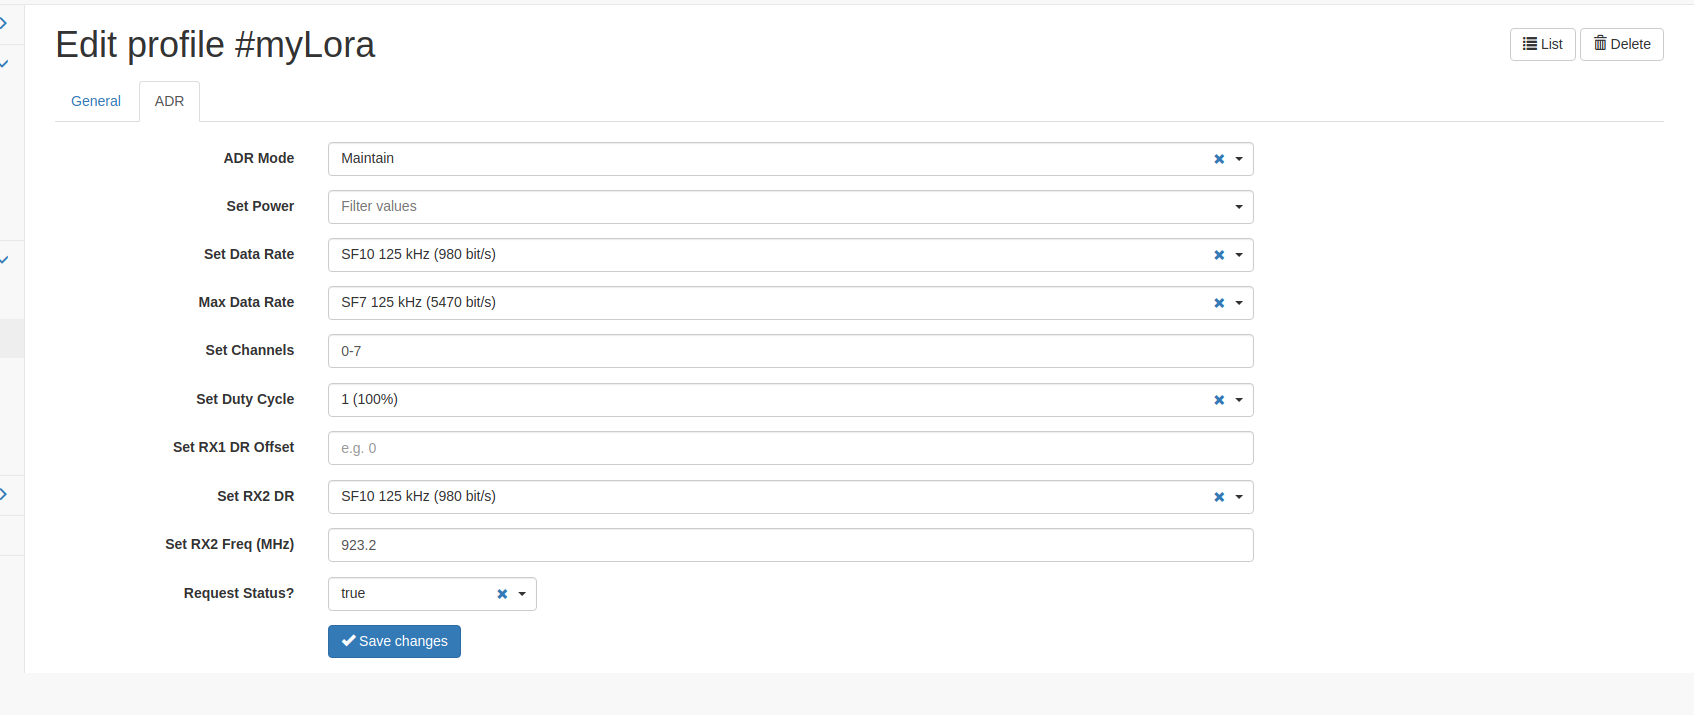 Edit profile #myLora
List
Delete
General
ADR
ADR Mode
Maintain
Set Power
Filter values
Set Data Rate
SF10 125 kHz (980 bit/s)
Max Data Rate
SF7 125 kHz (5470 bit/s)
Set Channels
0-7
Set Duty Cycle
1 (100%)
Set RX1 DR Offset
e.g. 0
Set RX2 DR
SF10 125 kHz (980 bit/s)
Set RX2 Freq (MHz)
923.2
Request Status?
true
Save changes